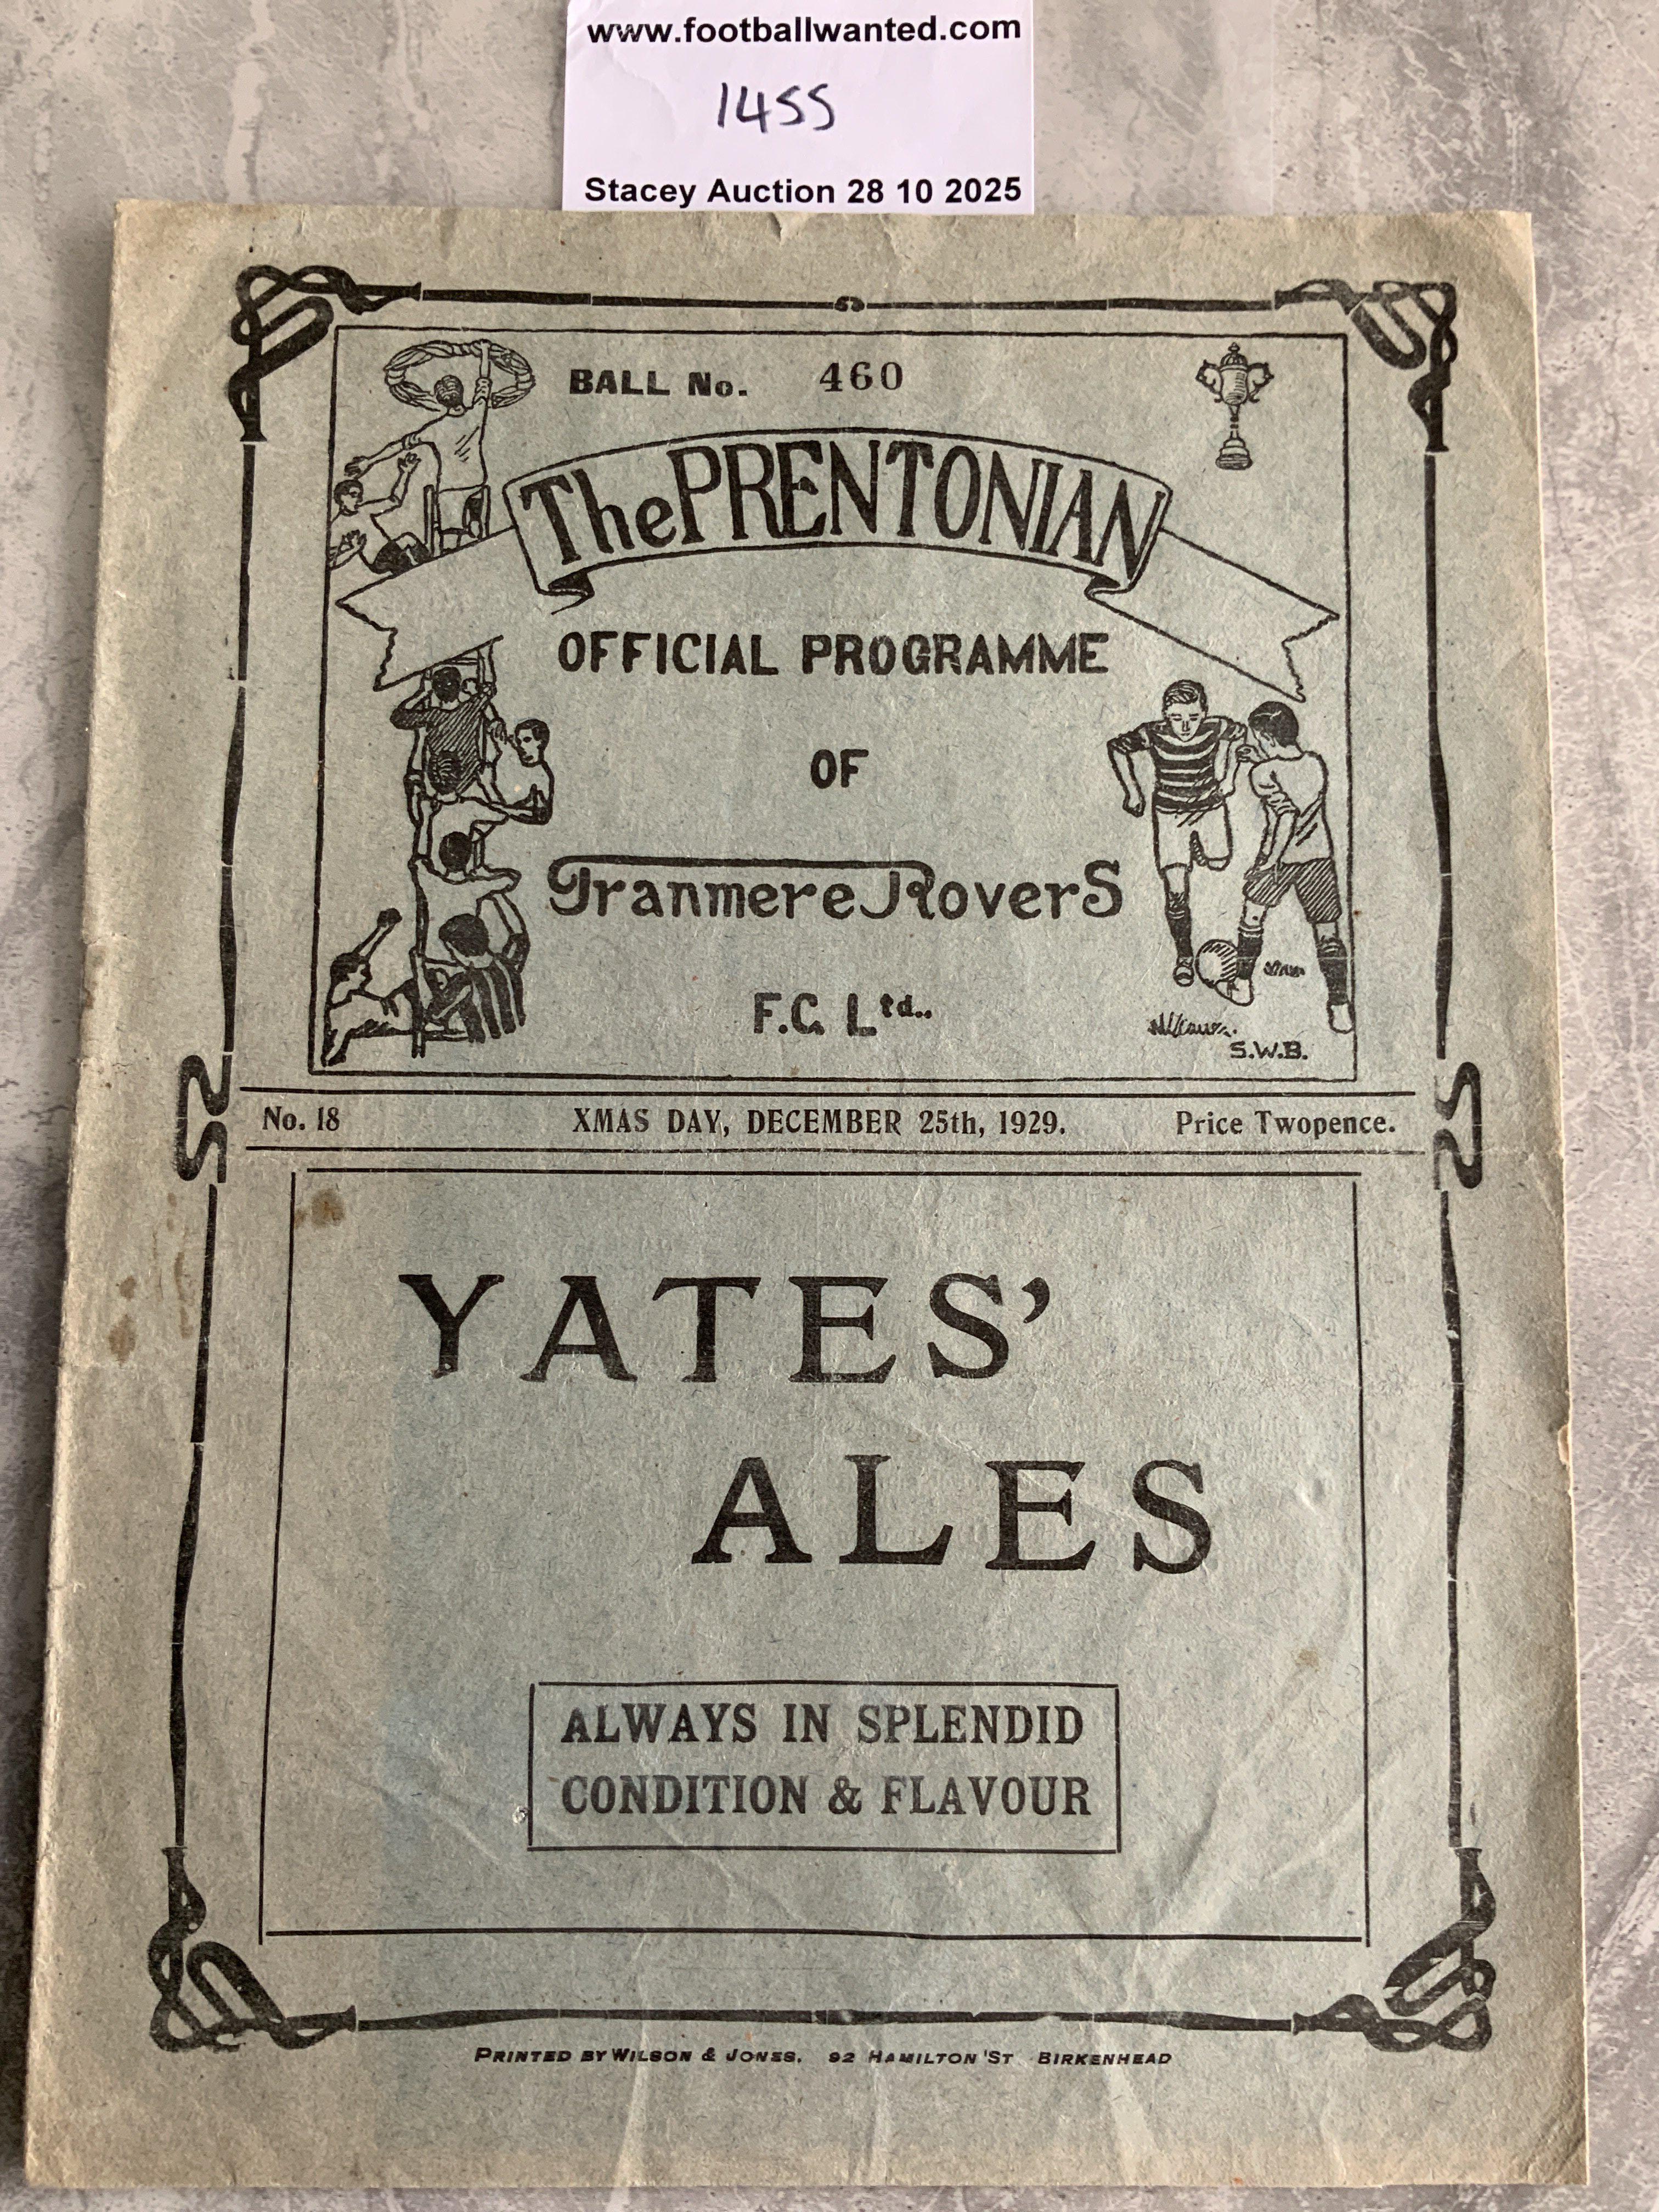 www.footballwanted.com
1455
Stacey Auction 28 10 2025
BALL No. 460
The PRENTONIAN
OFFICIAL PROGRAMME
OF
Tranmere Rovers
F.C. Ltd..
S.W.B.
No. 18 XMAS DAY, DECEMBER 25th, 1929. Price Twopence.
YATES'
ALES
ALWAYS IN SPLENDID
CONDITION & FLAVOUR
PRINTED BY WILSON & JONES, 92 HAMILTON ST BIRKENHEAD